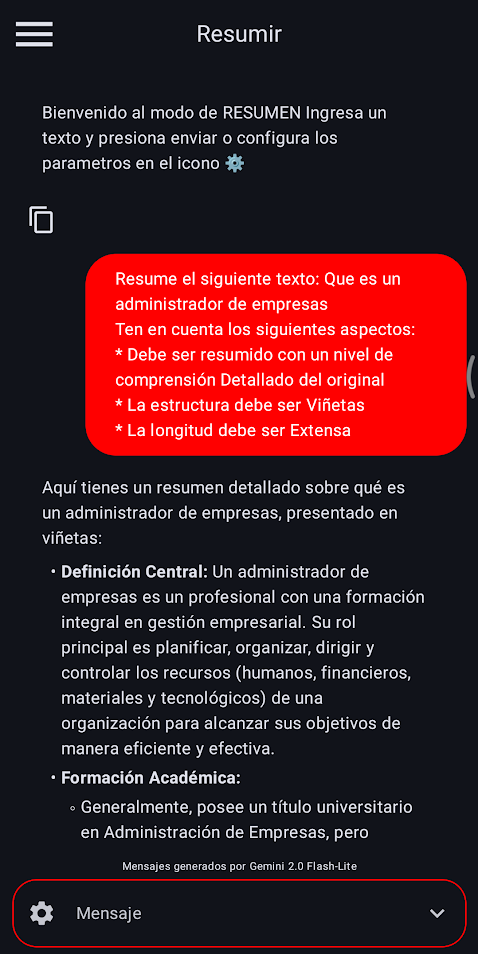 Resumir
Bienvenido al modo de RESUMEN Ingresa un
texto y presiona enviar o configura los
parametros en el icono ⚙️
Resume el siguiente texto: Que es un
administrador de empresas
Ten en cuenta los siguientes aspectos:
* Debe ser resumido con un nivel de
comprensión Detallado del original
* La estructura debe ser Viñetas
* La longitud debe ser Extensa
Aquí tienes un resumen detallado sobre qué es
un administrador de empresas, presentado en
viñetas:
• Definición Central: Un administrador de
empresas es un profesional con una formación
integral en gestión empresarial. Su rol
principal es planificar, organizar, dirigir y
controlar los recursos (humanos, financieros,
materiales y tecnológicos) de una
organización para alcanzar sus objetivos de
manera eficiente y efectiva.
• Formación Académica:
◦ Generalmente, posee un título universitario
en Administración de Empresas, pero
Mensajes generados por Gemini 2.0 Flash-Lite
Mensaje